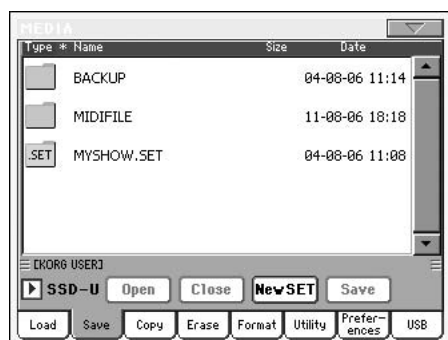 MEDIA
Type * Name Size Date
BACKUP 04-08-06 11:14
MIDIFILE 11-08-06 18:18
.SET MYSHOW.SET 04-08-06 11:08
[KORG USER]
SSD-U Open Close New SET Save
Load Save Copy Erase Format Utility Prefer-
ences USB